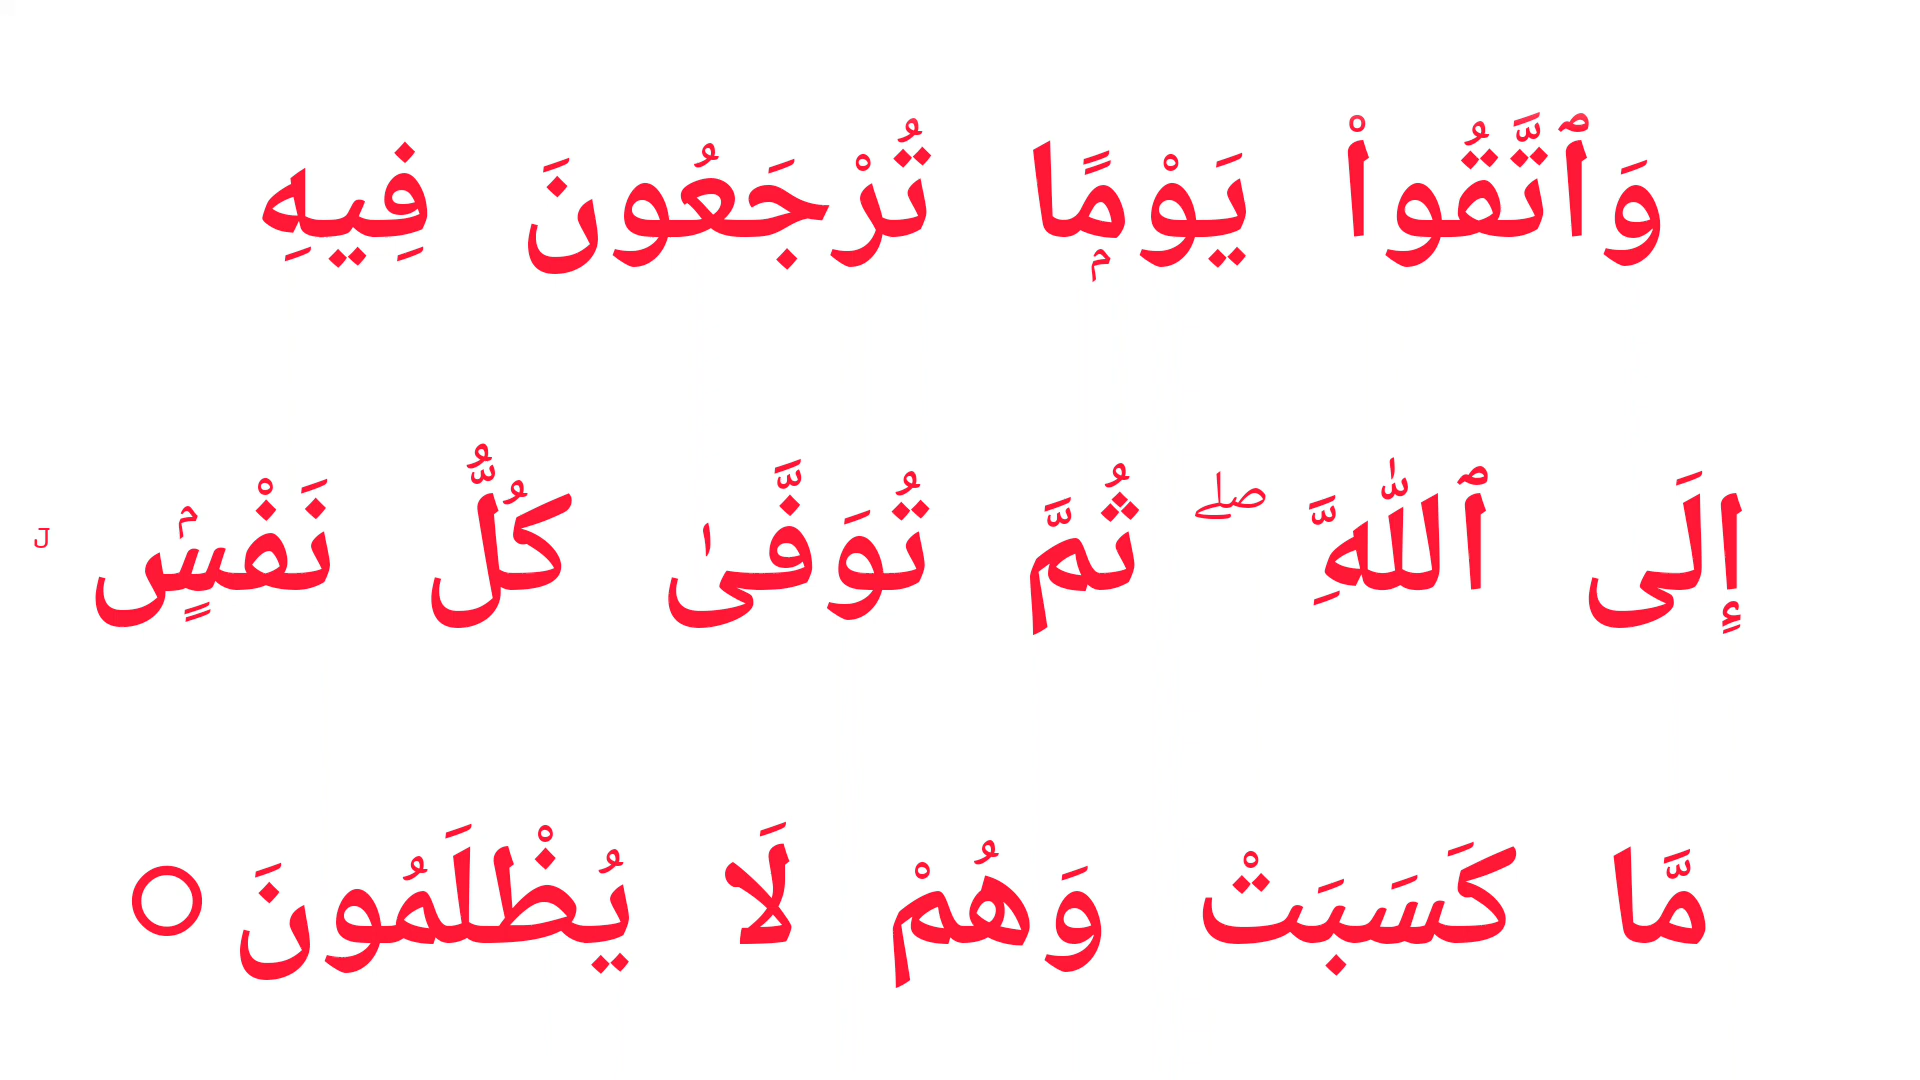 وَٱتَّقُوا۟ يَوْمًۭا تُرْجَعُونَ فِيهِ
إِلَى ٱللَّهِ ۖ ثُمَّ تُوَفَّىٰ كُلُّ نَفْسٍۢ لَ
مَّا كَسَبَتْ وَهُمْ لَا يُظْلَمُونَ ○